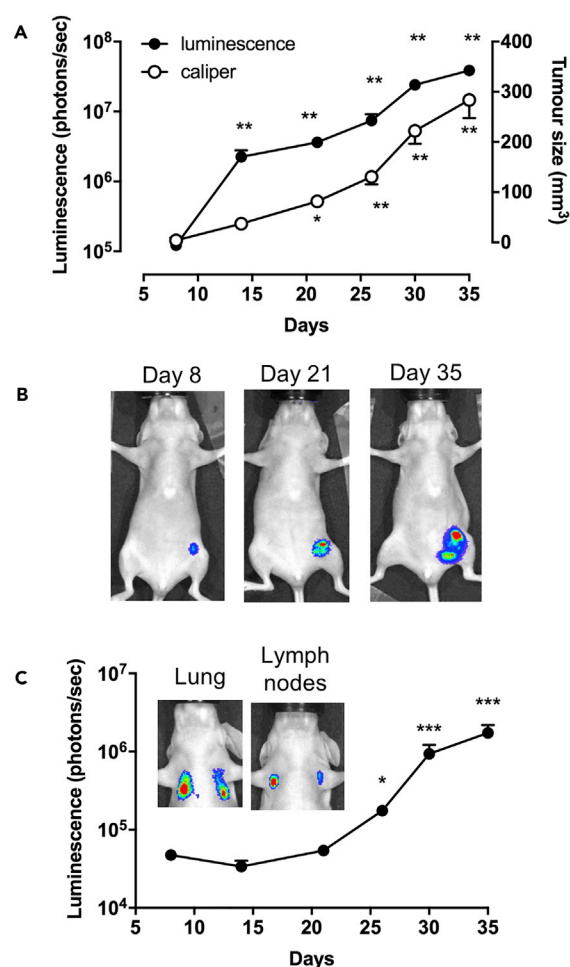 A
luminescence
caliper
Luminescence (photons/sec)
10⁸
10⁷
10⁶
10⁵
Tumour size (mm³)
400
300
200
100
0
** ** ** ** **
* ** ** **
5 10 15 20 25 30 35
Days
B
Day 8 Day 21 Day 35
C
Luminescence (photons/sec)
10⁷
10⁶
10⁵
10⁴
Lung
Lymph
nodes
* *** ***
5 10 15 20 25 30 35
Days